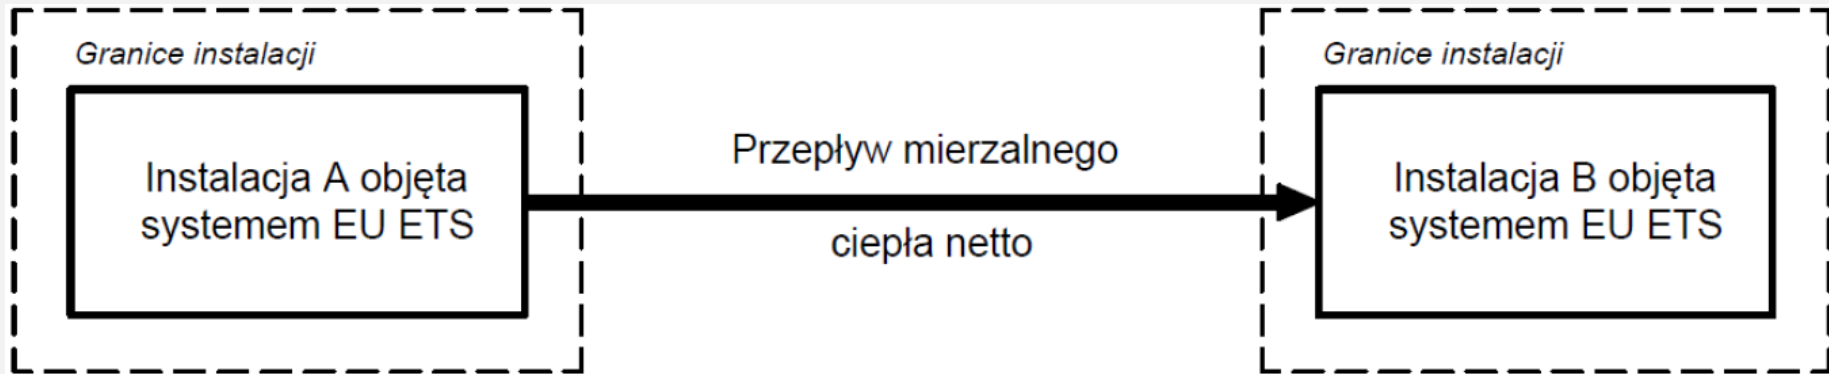 Granice instalacji
Instalacja A objęta
systemem EU ETS
Przepływ mierzalnego
ciepła netto
Granice instalacji
Instalacja B objęta
systemem EU ETS